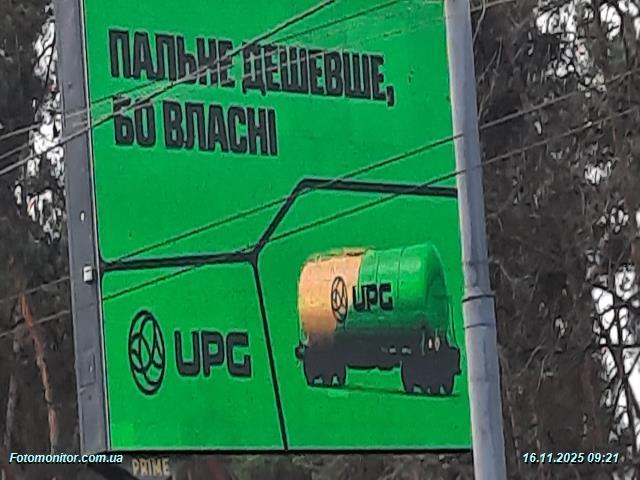 ПАЛЬНЕ ДЕШЕВШЕ,
БО ВЛАСНІ
UPG
UPG
PRIME
Fotomonitor.com.ua
16.11.2025 09:21